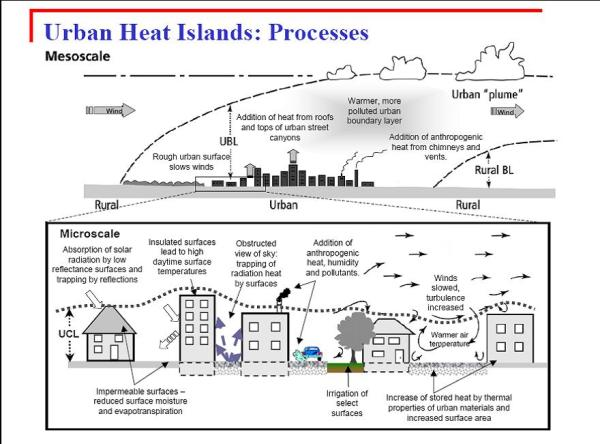 Urban Heat Islands: Processes
Mesoscale
Wind
Urban "plume"
Wind
Warmer, more
polluted urban
boundary layer
Addition of heat from roofs
and tops of urban street
canyons
UBL
Addition of anthropogenic
heat from chimneys and
vents.
Rough urban surface
slows winds
Rural BL
Rural
Urban
Rural
Microscale
Absorption of solar
radiation by low
reflectance surfaces and
trapping by reflections
Insulated surfaces
lead to high
daytime surface
temperatures
Obstructed
view of sky:
trapping of
radiation heat
by surfaces
Addition of
anthropogenic
heat, humidity
and pollutants.
Winds
slowed,
turbulence
increased
UCL
Warmer air
temperature
Impermeable surfaces –
reduced surface moisture
and evapotranspiration
Irrigation of
select
surfaces
Increase of stored heat by thermal
properties of urban materials and
increased surface area